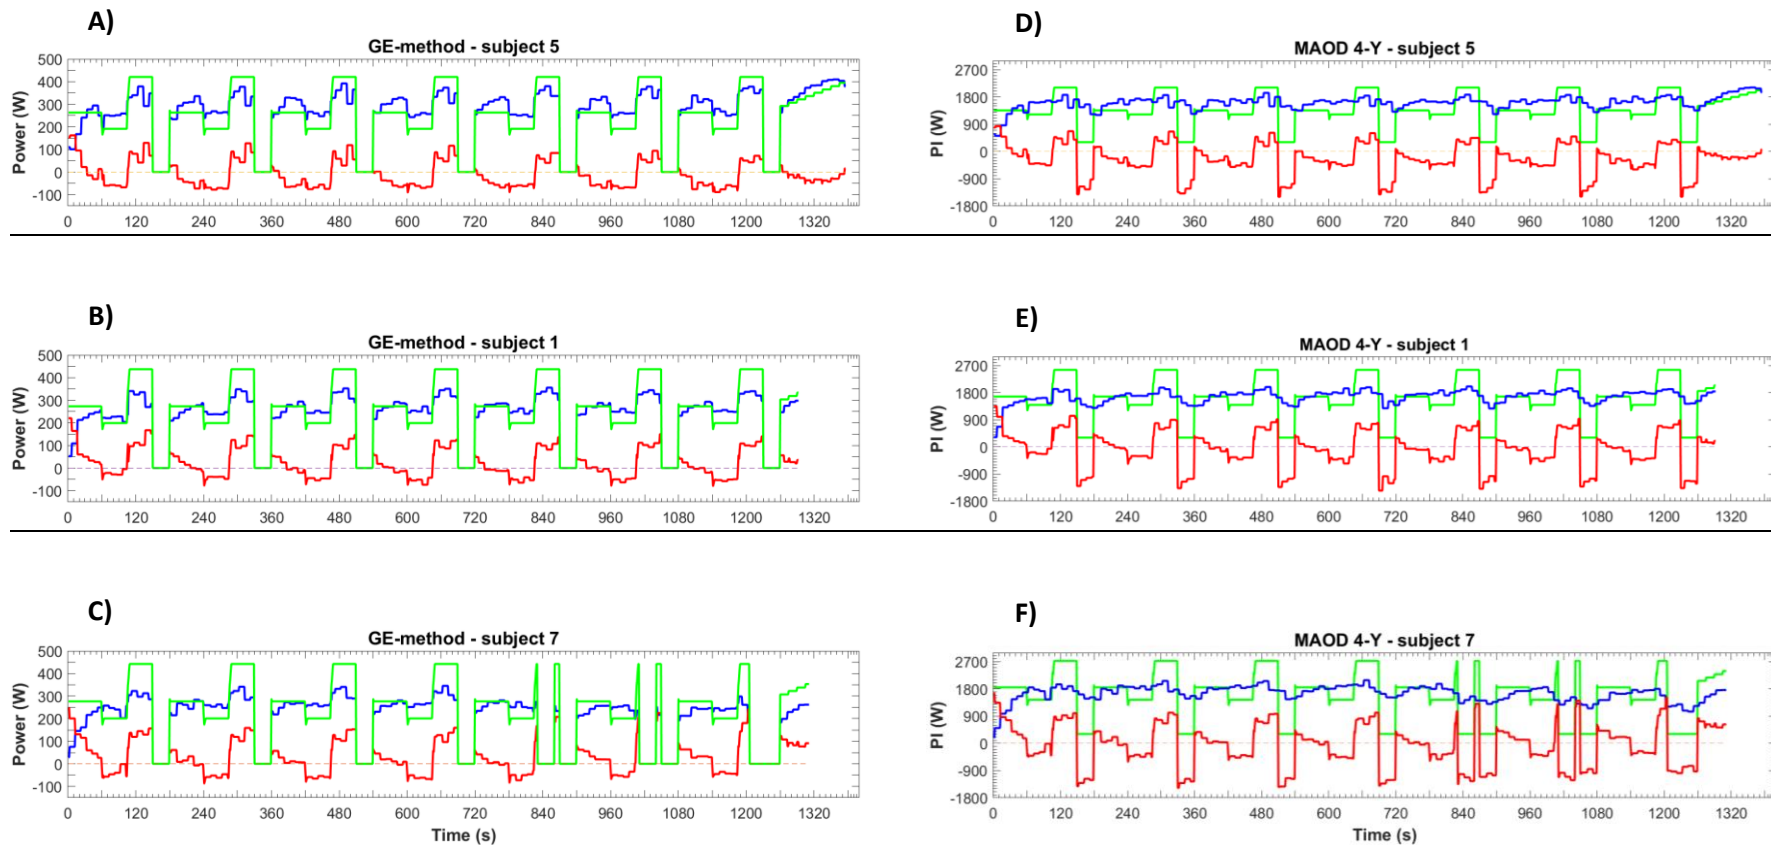 A)
GE-method - subject 5
Power (W)
500
400
300
200
100
0
-100
0 120 240 360 480 600 720 840 960 1080 1200 1320
B)
GE-method - subject 1
Power (W)
500
400
300
200
100
0
-100
0 120 240 360 480 600 720 840 960 1080 1200 1320
C)
GE-method - subject 7
Power (W)
500
400
300
200
100
0
-100
0 120 240 360 480 600 720 840 960 1080 1200 1320
Time (s)
D)
MAOD 4-Y - subject 5
PI (W)
2700
1800
900
0
-900
-1800
0 120 240 360 480 600 720 840 960 1080 1200 1320
E)
MAOD 4-Y - subject 1
PI (W)
2700
1800
900
0
-900
-1800
0 120 240 360 480 600 720 840 960 1080 1200 1320
F)
MAOD 4-Y - subject 7
PI (W)
2700
1800
900
0
-900
-1800
0 120 240 360 480 600 720 840 960 1080 1200 1320
Time (s)